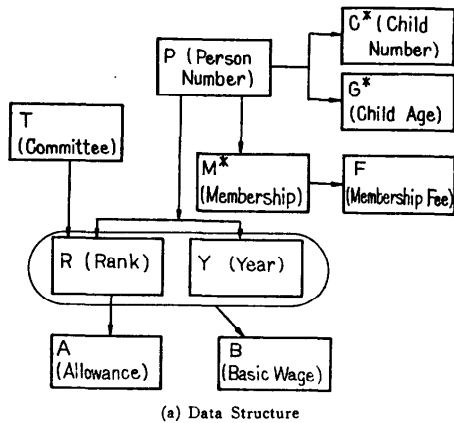 C* (Child
Number)
P (Person
Number)
G*
(Child Age)
T
(Committee)
M*
(Membership)
F
(Membership Fee)
R (Rank)
Y (Year)
A
(Allowance)
B
(Basic Wage)
(a) Data Structure